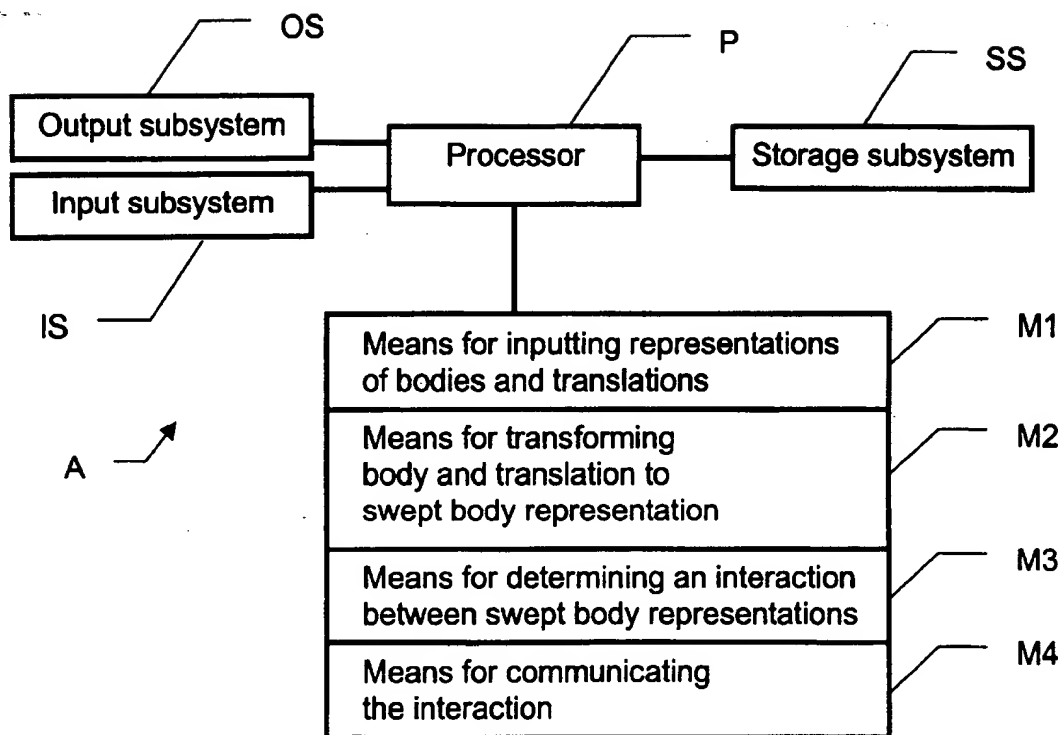 OS
P
SS
Output subsystem
Processor
Storage subsystem
Input subsystem
IS
Means for inputting representations
of bodies and translations
M1
Means for transforming
body and translation to
swept body representation
M2
A
Means for determining an interaction
between swept body representations
M3
Means for communicating
the interaction
M4